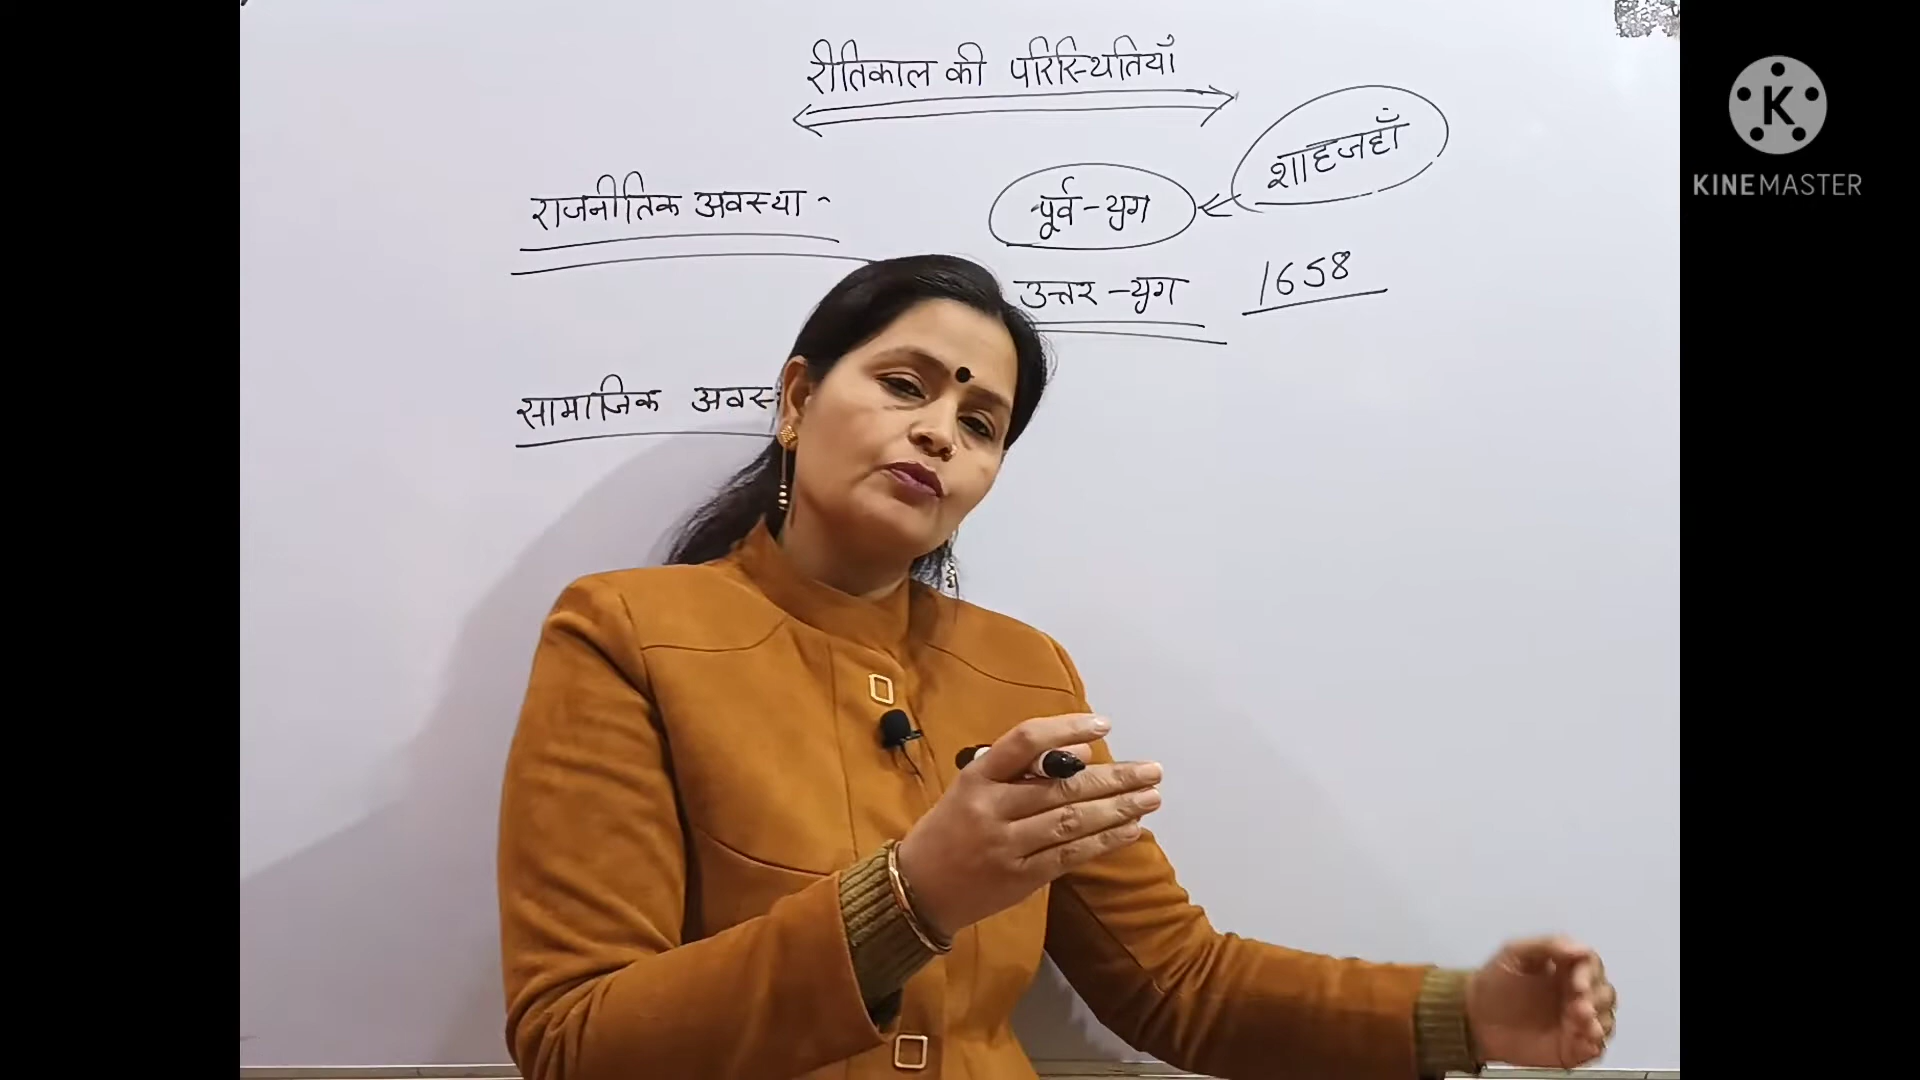 रीतिकाल की परिस्थितियाँ
शाहजहाँ
राजनीतिक अवस्था -
पूर्व - युग
उत्तर - युग 1658
सामाजिक
K
KINEMASTER